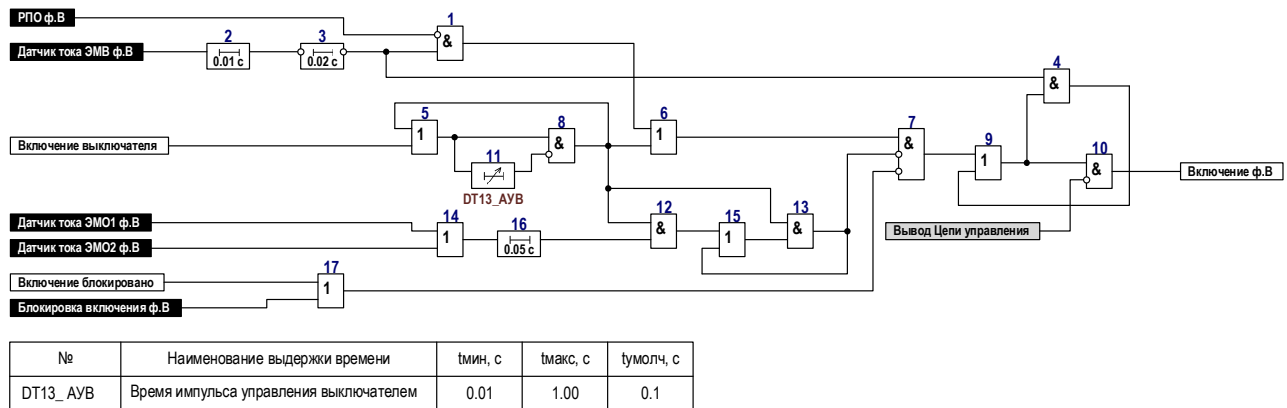 РПО ф.В
1
&
2
3
Датчик тока ЭМВ ф.В
0.01 с
0.02 с
4
&
5
1
8
&
6
1
7
&
9
1
10
&
Включение выключателя
11
DT13_АУВ
Включение ф.В
Датчик тока ЭМО1 ф.В
14
1
16
0.05 с
12
&
15
1
13
&
Вывод Цепи управления
Датчик тока ЭМО2 ф.В
Включение блокировано
17
1
Блокировка включения ф.В
№ Наименование выдержки времени tмин, с tмакс, с tумолч, с
DT13_ АУВ Время импульса управления выключателем 0.01 1.00 0.1